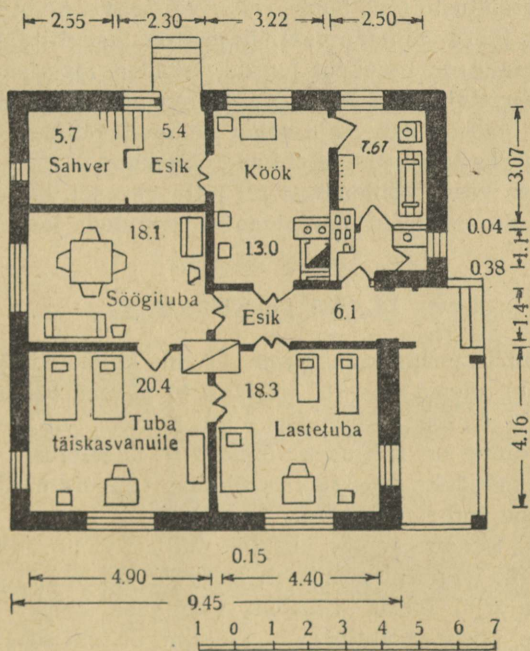 2.55 2.30 3.22 2.50
5.7 5.4
Sahver Esik Köök
7.67
3.07
18.1 13.0
0.04
1.1
0.38
Söögituba Esik 6.1
1.4
20.4 18.3
Tuba Lastetuba
täiskasvanuile
4.16
0.15
4.90 4.40
9.45
1 0 1 2 3 4 5 6 7